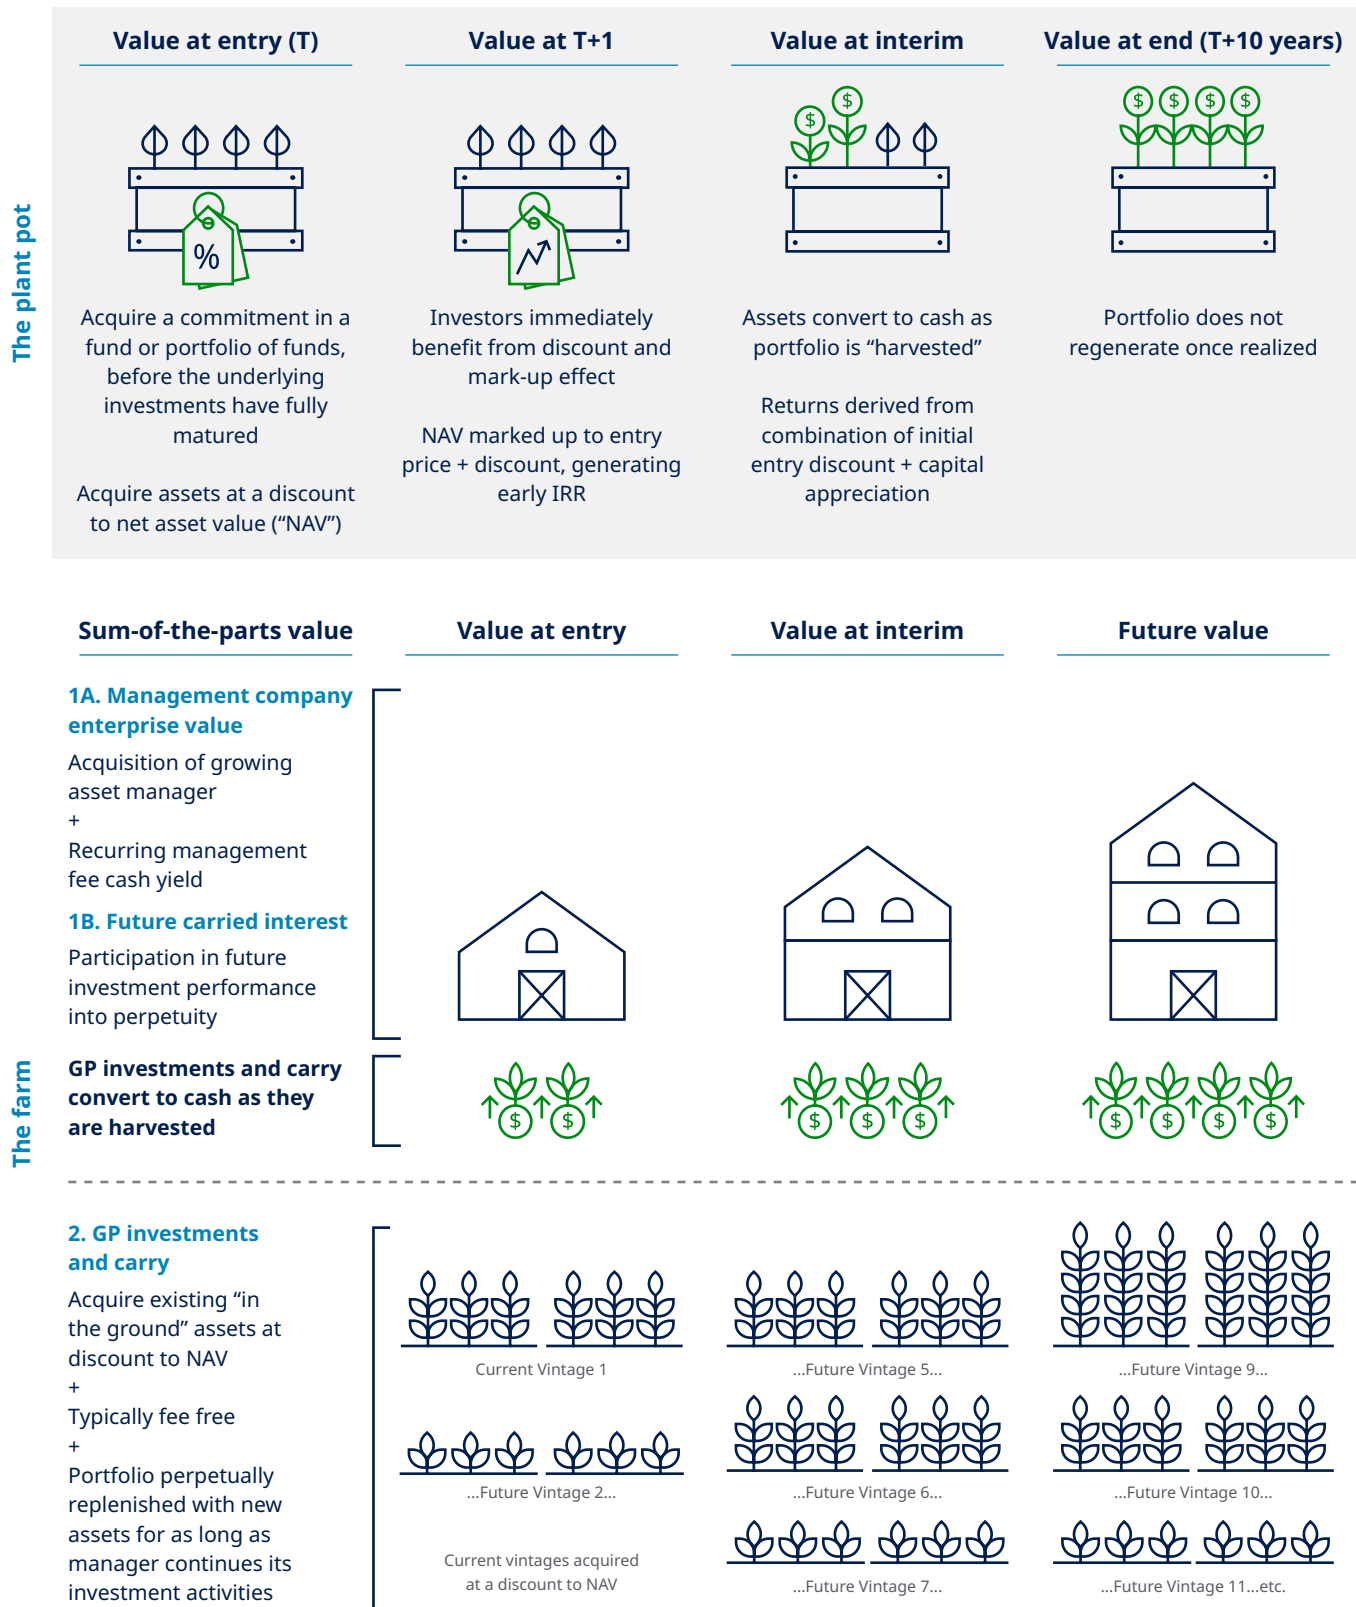 The plant pot
Value at entry (T)
%
Acquire a commitment in a
fund or portfolio of funds,
before the underlying
investments have fully
matured
Acquire assets at a discount
to net asset value (“NAV”)
Value at T+1
Investors immediately
benefit from discount and
mark-up effect
NAV marked up to entry
price + discount, generating
early IRR
Value at interim
$ $
Assets convert to cash as
portfolio is “harvested”
Returns derived from
combination of initial
entry discount + capital
appreciation
Value at end (T+10 years)
$ $ $ $
Portfolio does not
regenerate once realized
The farm
Sum-of-the-parts value
Value at entry
Value at interim
Future value
1A. Management company
enterprise value
Acquisition of growing
asset manager
+
Recurring management
fee cash yield
1B. Future carried interest
Participation in future
investment performance
into perpetuity
GP investments and carry
convert to cash as they
are harvested
$ $
$ $ $
$ $ $ $
2. GP investments
and carry
Acquire existing “in
the ground” assets at
discount to NAV
+
Typically fee free
+
Portfolio perpetually
replenished with new
assets for as long as
manager continues its
investment activities
Current Vintage 1
...Future Vintage 2...
Current vintages acquired
at a discount to NAV
...Future Vintage 5...
...Future Vintage 6...
...Future Vintage 7...
...Future Vintage 9...
...Future Vintage 10...
...Future Vintage 11...etc.